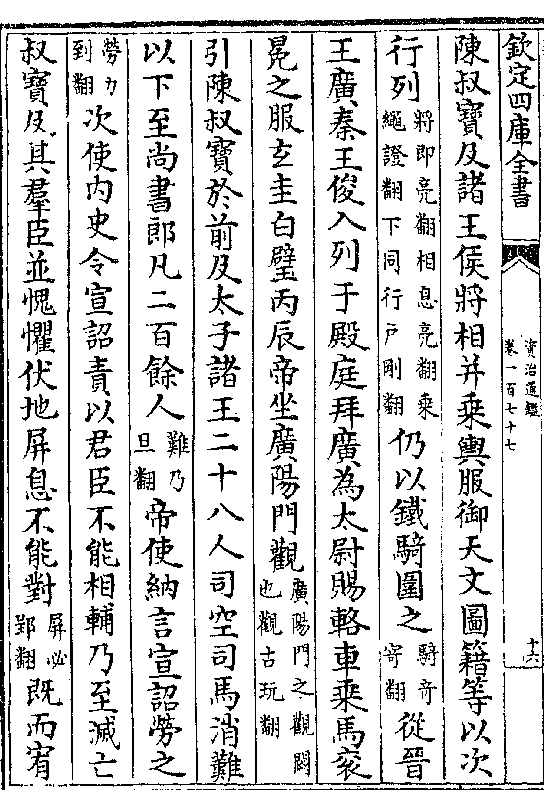 欽定四庫全書
資治通鑑
卷一百七十七
十六
陳叔寶及諸王侯將相并乘輿服御天文圖籍等以次
行列將即亮翻相息亮翻乘繩證翻下同行戶剛翻仍以鐵騎圍之騎奇寄翻從晉
王廣秦王俊入列于殿庭拜廣為太尉賜輅車乘馬衮
冕之服玄圭白璧丙辰帝坐廣陽門觀廣陽門之觀闕也觀古玩翻
引陳叔寶於前及太子諸王二十八人司空司馬消難
以下至尚書郎凡二百餘人難乃旦翻帝使納言宣詔勞之
勞力到翻次使內史令宣詔責以君臣不能相輔乃至滅亡
叔寶及其羣臣並愧懼伏地屏息不能對屏必郢翻既而宥